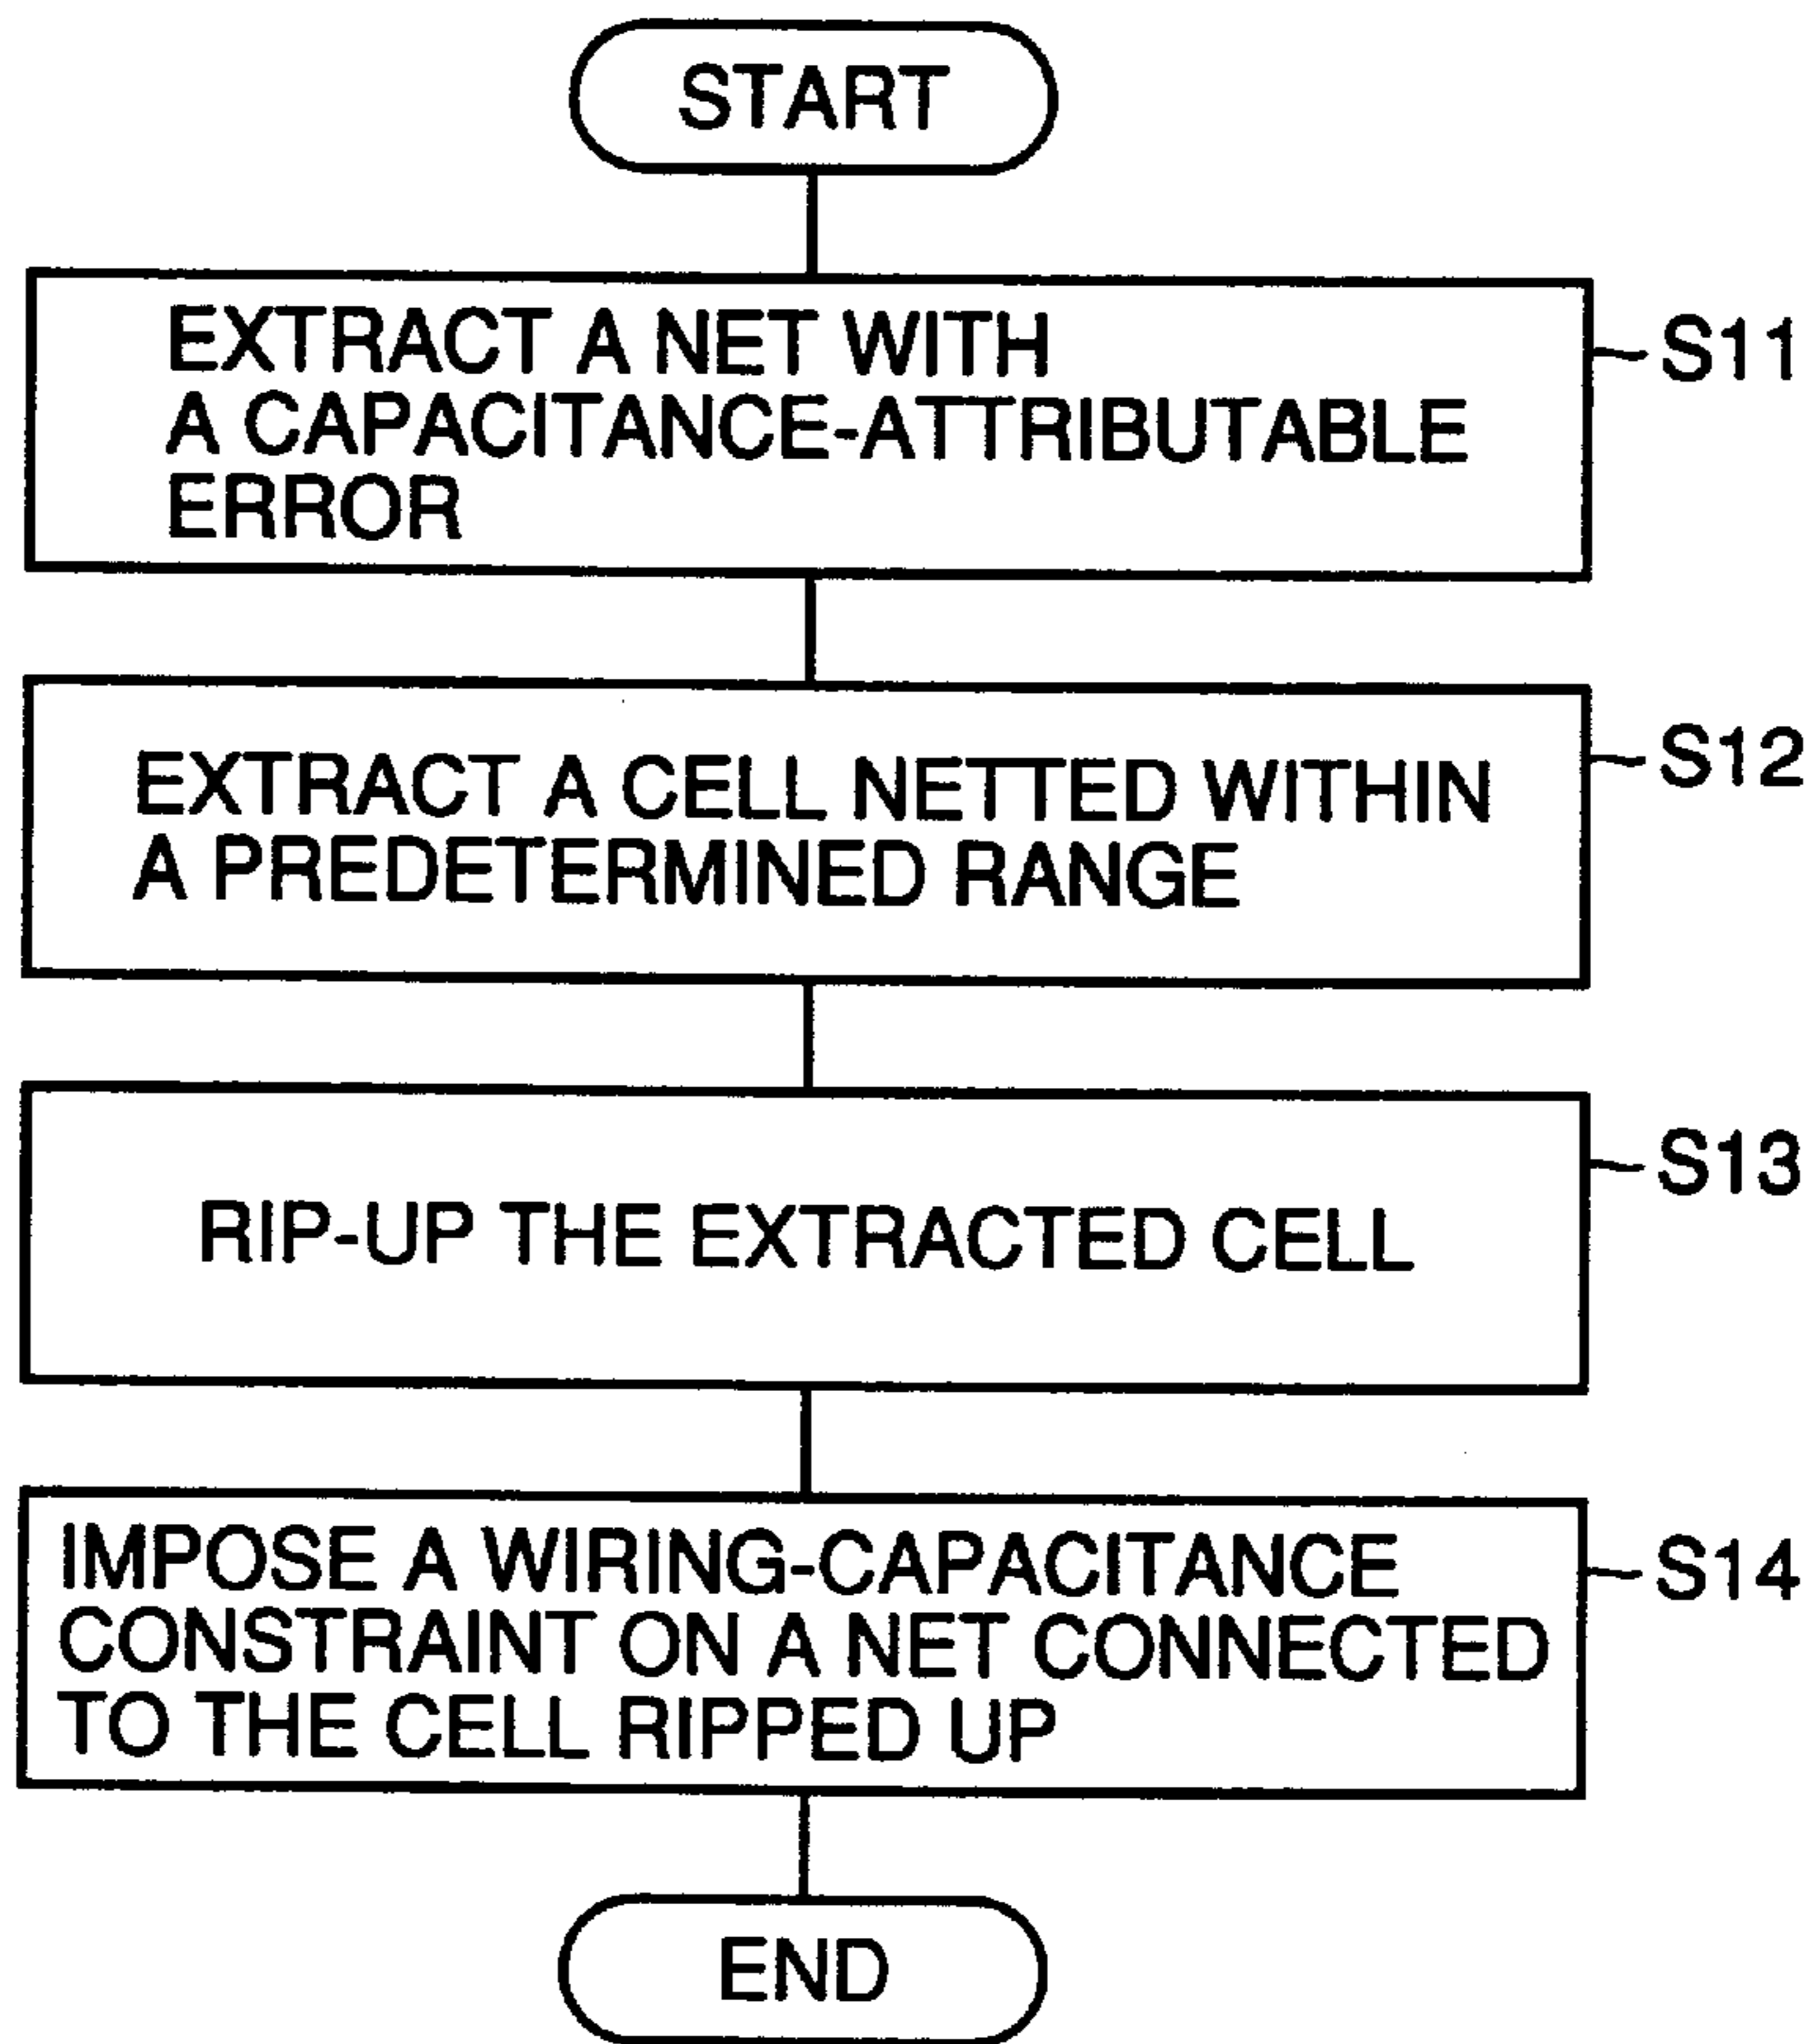 START
EXTRACT A NET WITH
A CAPACITANCE-ATTRIBUTABLE
ERROR
S11
EXTRACT A CELL NETTED WITHIN
A PREDETERMINED RANGE
S12
RIP-UP THE EXTRACTED CELL
S13
IMPOSE A WIRING-CAPACITANCE
CONSTRAINT ON A NET CONNECTED
TO THE CELL RIPPED UP
S14
END